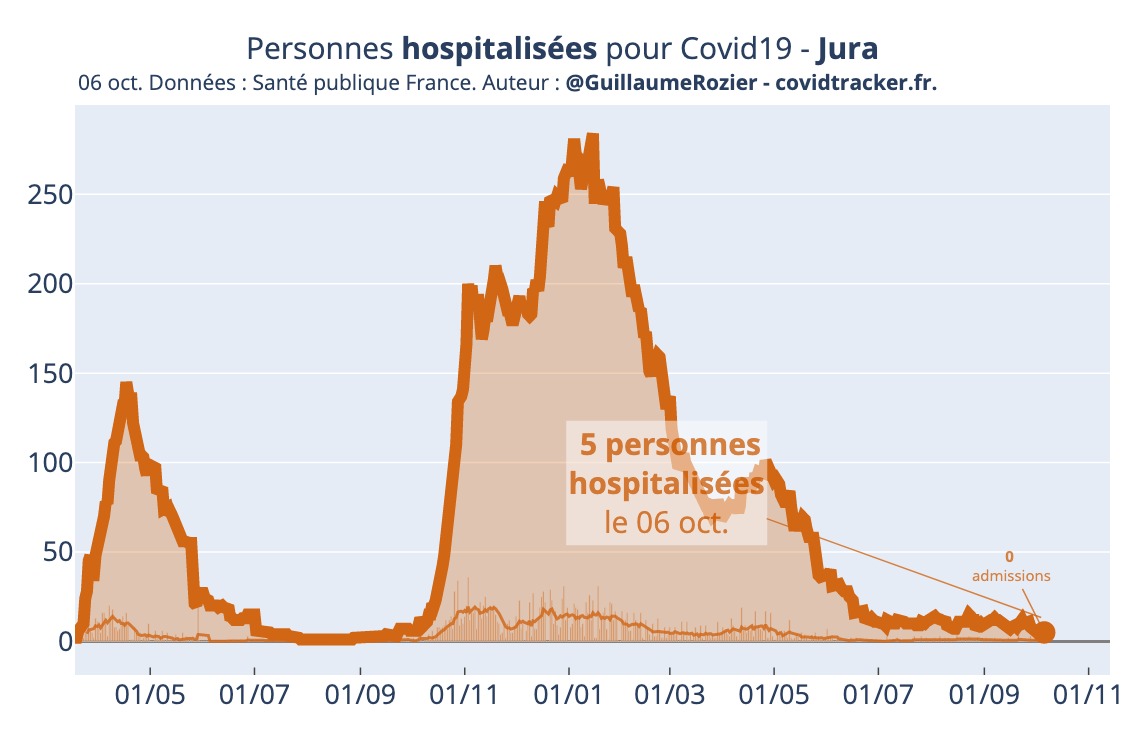 Personnes hospitalisées pour Covid19 - Jura
06 oct. Données : Santé publique France. Auteur : @GuillaumeRozier - covidtracker.fr.
250
200
150
100
50
0
5 personnes
hospitalisées
le 06 oct.
0
admissions
01/05 01/07 01/09 01/11 01/01 01/03 01/05 01/07 01/09 01/11